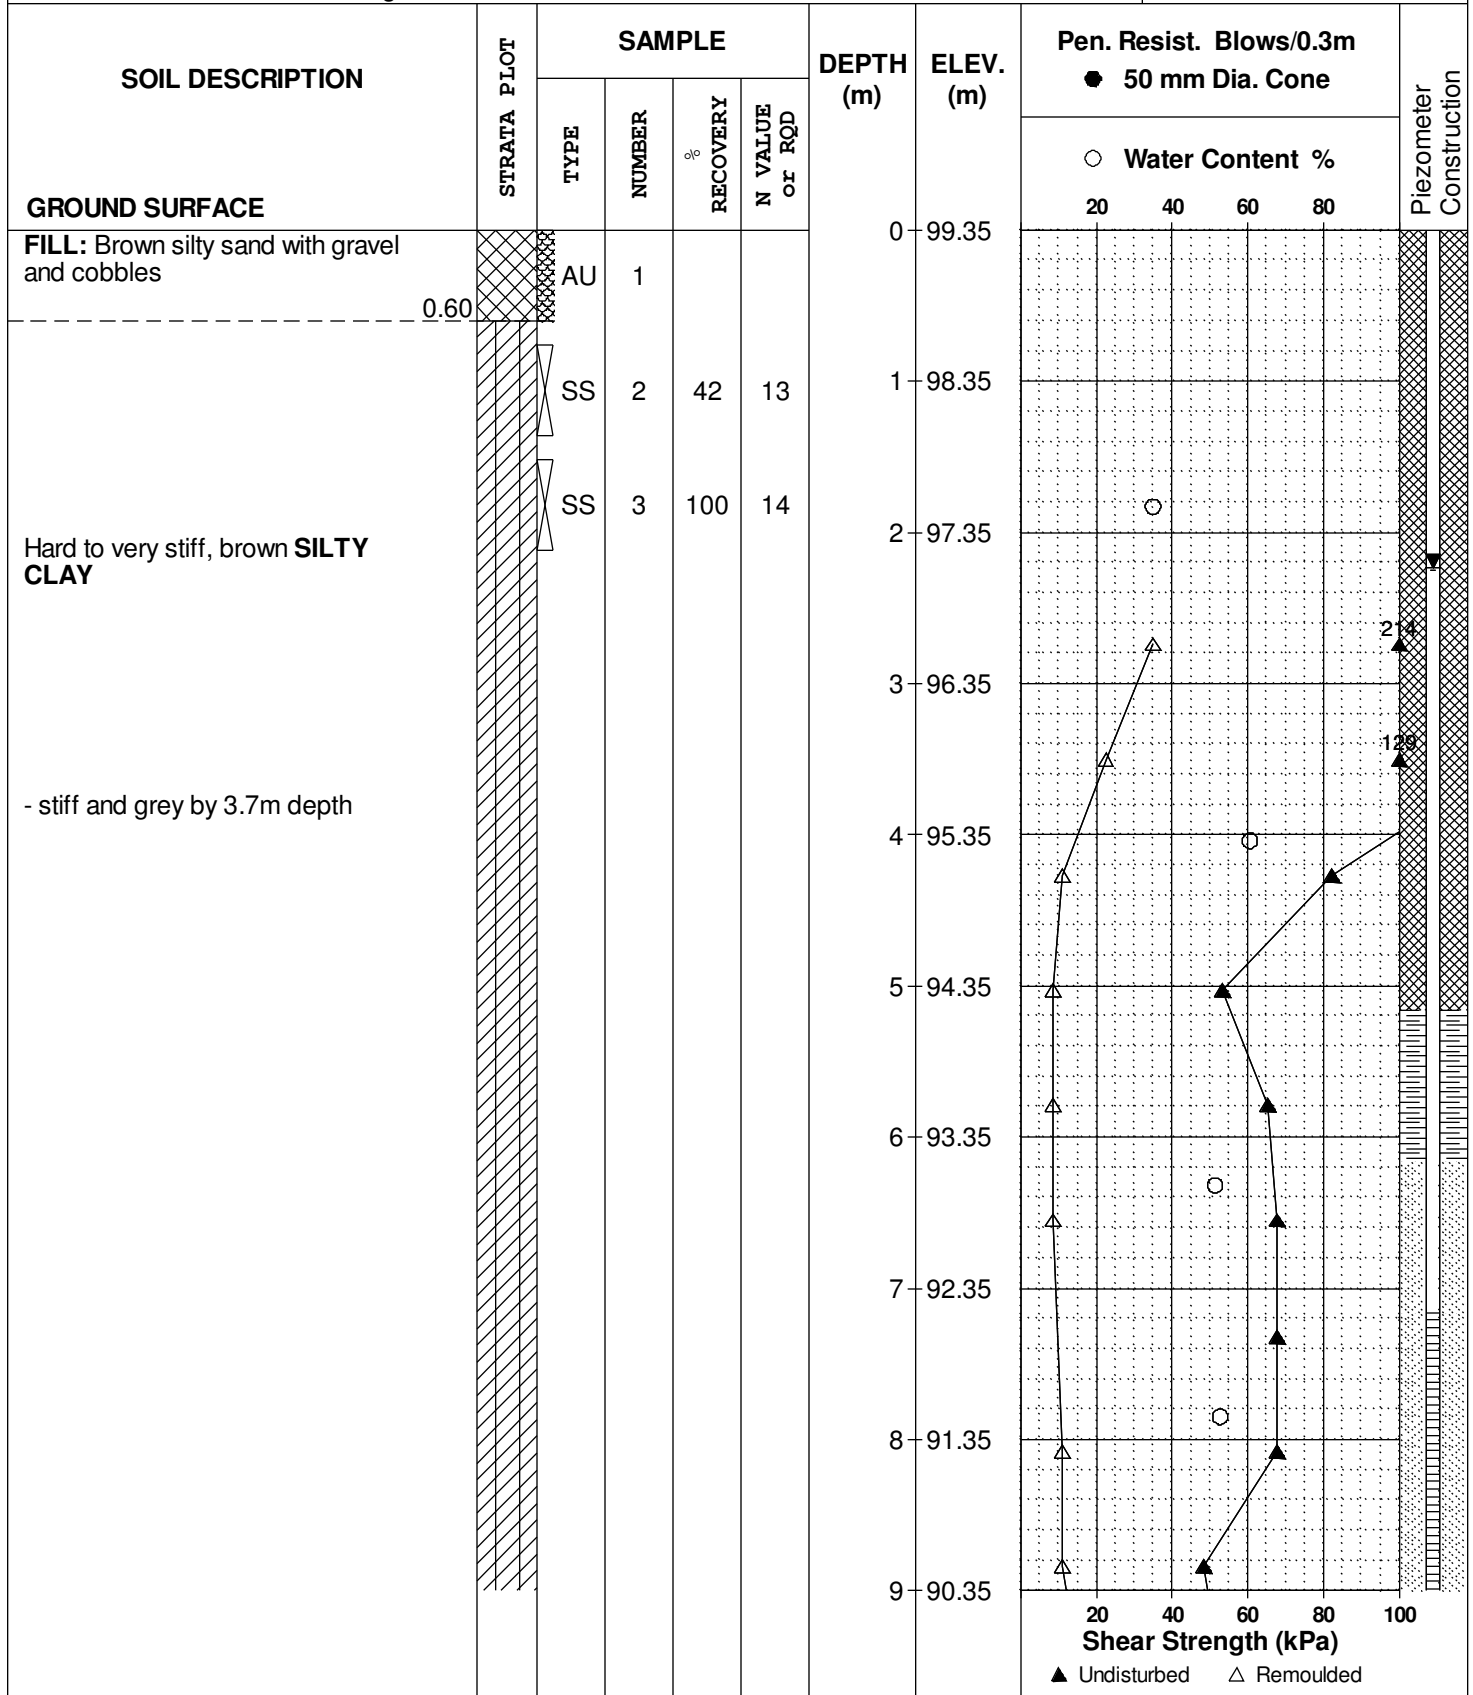 SOIL DESCRIPTION
GROUND SURFACE
STRATA PLOT
SAMPLE
TYPE
NUMBER
%
RECOVERY
N VALUE
or RQD
DEPTH
(m)
ELEV.
(m)
Pen. Resist. Blows/0.3m
● 50 mm Dia. Cone
○ Water Content %
20 40 60 80
Piezometer
Construction
FILL: Brown silty sand with gravel
and cobbles
0.60
AU 1
0 99.35
SS 2 42 13
1 98.35
SS 3 100 14
Hard to very stiff, brown SILTY
CLAY
2 97.35
214
3 96.35
129
- stiff and grey by 3.7m depth
4 95.35
5 94.35
6 93.35
7 92.35
8 91.35
9 90.35
20 40 60 80 100
Shear Strength (kPa)
▲ Undisturbed △ Remoulded